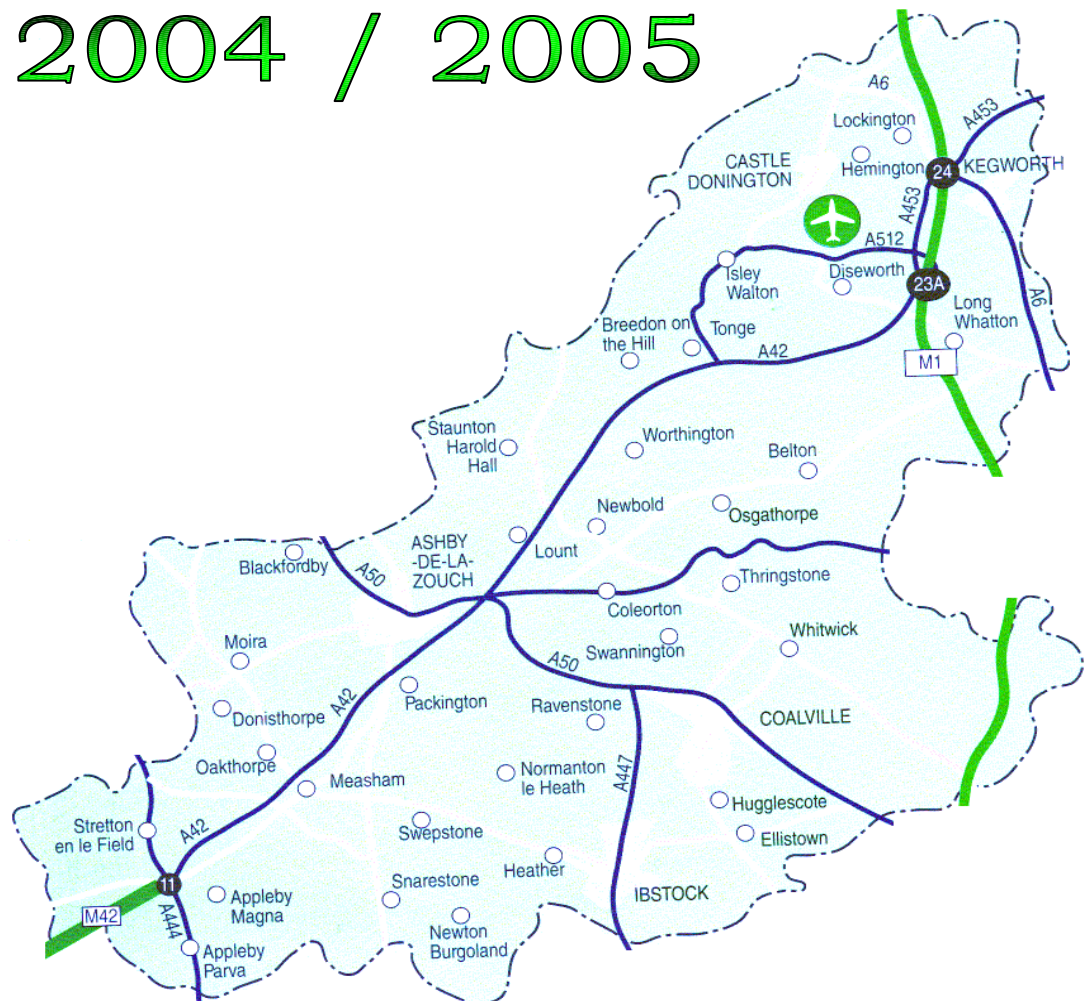 2004 / 2005
A6
Lockington
A453
CASTLE
DONINGTON
Hemington
24
KEGWORTH
A453
A512
Isley
Walton
Diseworth
23A
A6
Long
Whatton
Breedon on
the Hill
Tonge
A42
M1
Staunton
Harold
Hall
Worthington
Belton
Newbold
Osgathorpe
ASHBY
-DE-LA-
ZOUCH
Lount
Blackfordby
A50
Thringstone
Coleorton
Moira
Swannington
Whitwick
A50
A42
Packington
Ravenstone
Donisthorpe
COALVILLE
Oakthorpe
Measham
Normanton
le Heath
A447
Hugglescote
Stretton
en le Field
A42
Swepstone
Ellistown
Heather
11
Appleby
Magna
Snarestone
IBSTOCK
M42
A444
Newton
Burgoland
Appleby
Parva